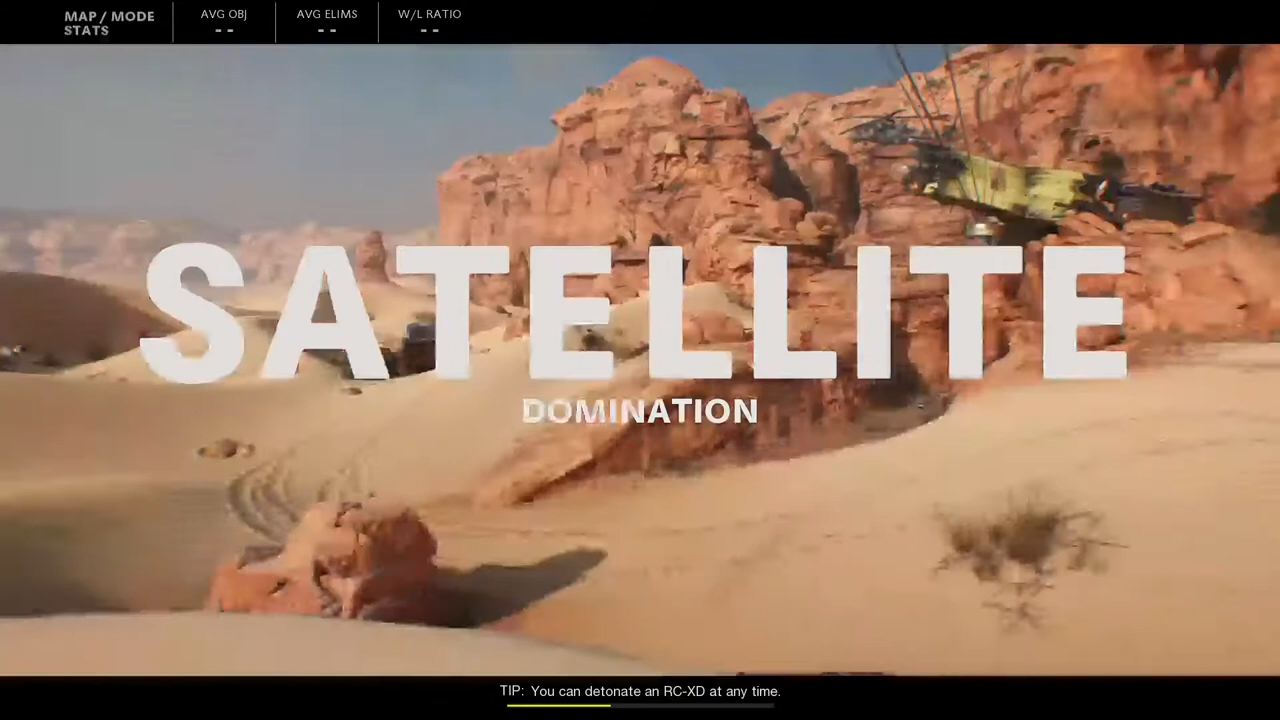 MAP / MODE
STATS
AVG OBJ
--
AVG ELIMS
--
W/L RATIO
--
SATELLITE
DOMINATION
TIP: You can detonate an RC-XD at any time.